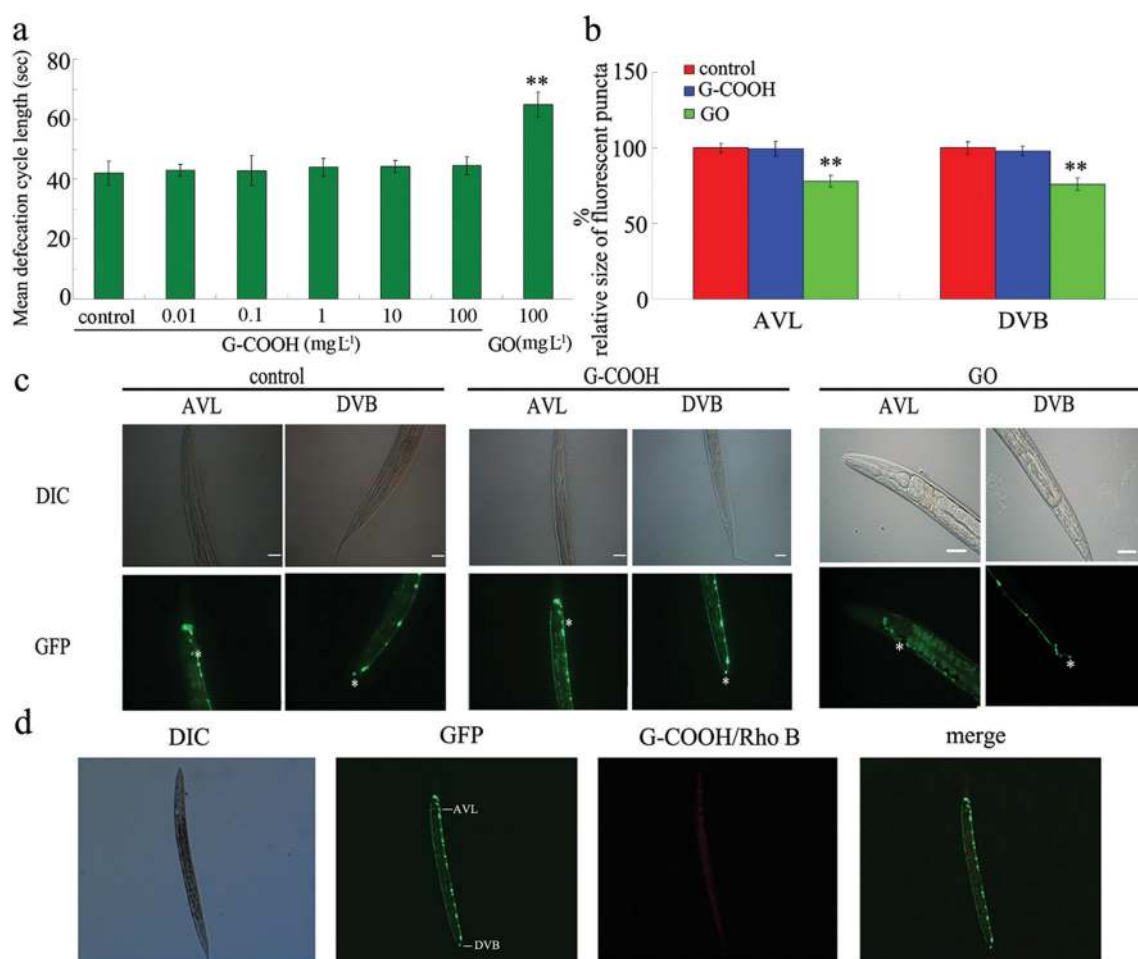 a
Mean defecation cycle length (sec)
80
60
40
20
0
**
control 0.01 0.1 1 10 100 100
G-COOH (mg L-1) GO(mg L-1)
b
%
relative size of fluorescent puncta
150
100
50
0
control
G-COOH
GO
**
**
AVL DVB
c
control G-COOH GO
AVL DVB AVL DVB AVL DVB
DIC
GFP
* * * * * *
d
DIC GFP G-COOH/Rho B merge
AVL
DVB